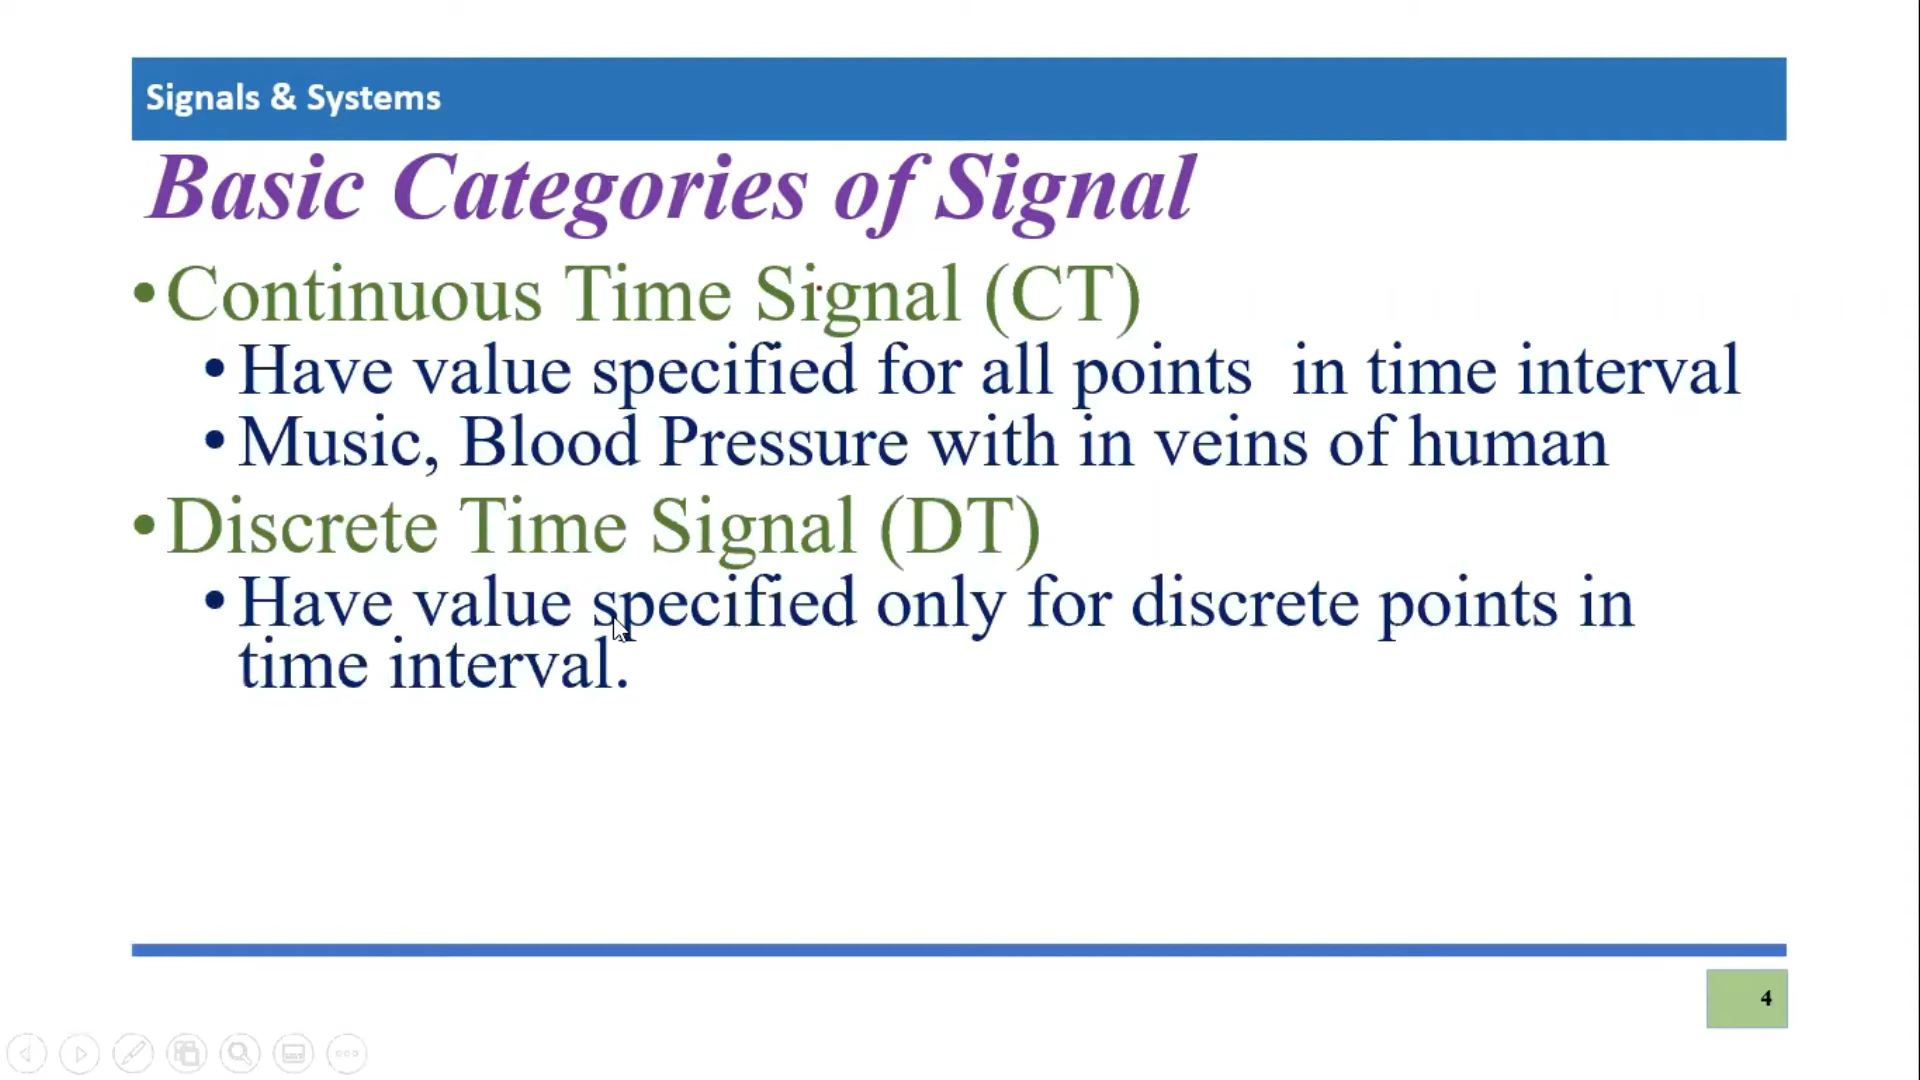 Signals & Systems
Basic Categories of Signal
•Continuous Time Signal (CT)
•Have value specified for all points  in time interval
•Music, Blood Pressure with in veins of human
•Discrete Time Signal (DT)
•Have value specified only for discrete points in
time interval.
4